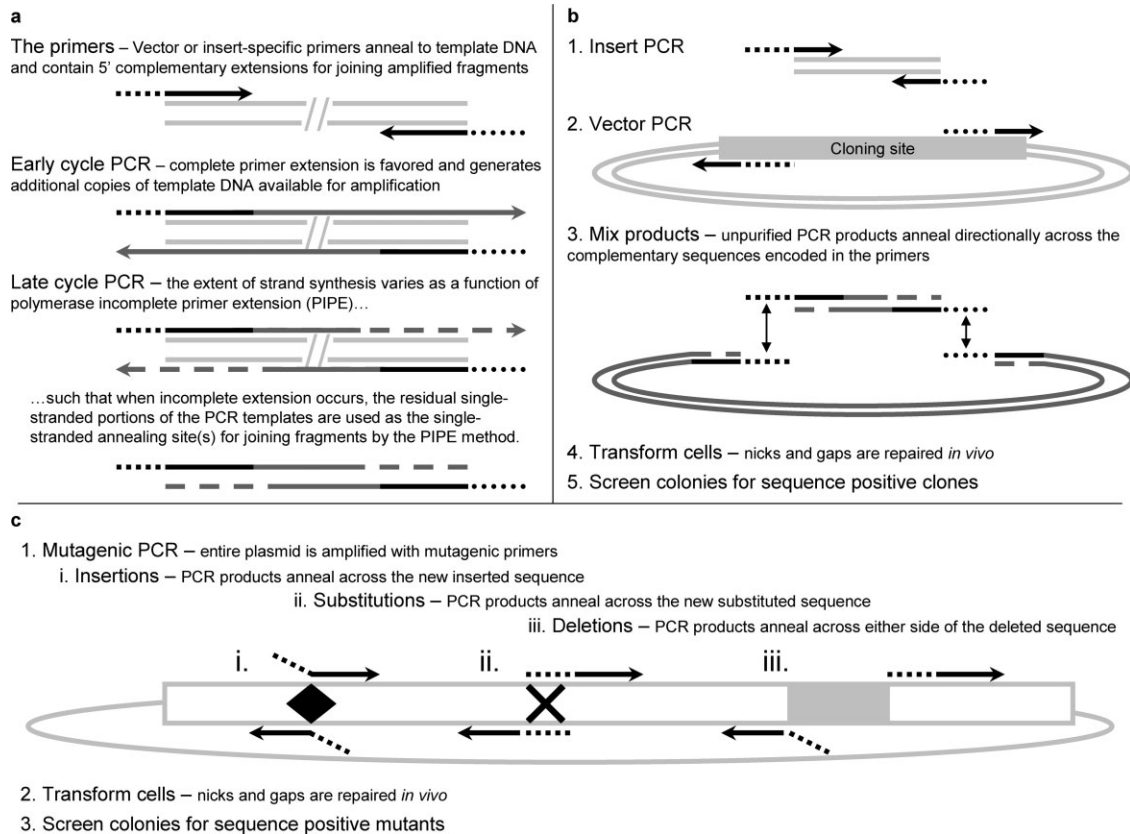 a
The primers – Vector or insert-specific primers anneal to template DNA
and contain 5' complementary extensions for joining amplified fragments
Early cycle PCR – complete primer extension is favored and generates
additional copies of template DNA available for amplification
Late cycle PCR – the extent of strand synthesis varies as a function of
polymerase incomplete primer extension (PIPE)…
…such that when incomplete extension occurs, the residual single-
stranded portions of the PCR templates are used as the single-
stranded annealing site(s) for joining fragments by the PIPE method.
b
1. Insert PCR
2. Vector PCR
Cloning site
3. Mix products – unpurified PCR products anneal directionally across the
complementary sequences encoded in the primers
4. Transform cells – nicks and gaps are repaired in vivo
5. Screen colonies for sequence positive clones
c
1. Mutagenic PCR – entire plasmid is amplified with mutagenic primers
i. Insertions – PCR products anneal across the new inserted sequence
ii. Substitutions – PCR products anneal across the new substituted sequence
iii. Deletions – PCR products anneal across either side of the deleted sequence
i.
ii.
iii.
2. Transform cells – nicks and gaps are repaired in vivo
3. Screen colonies for sequence positive mutants